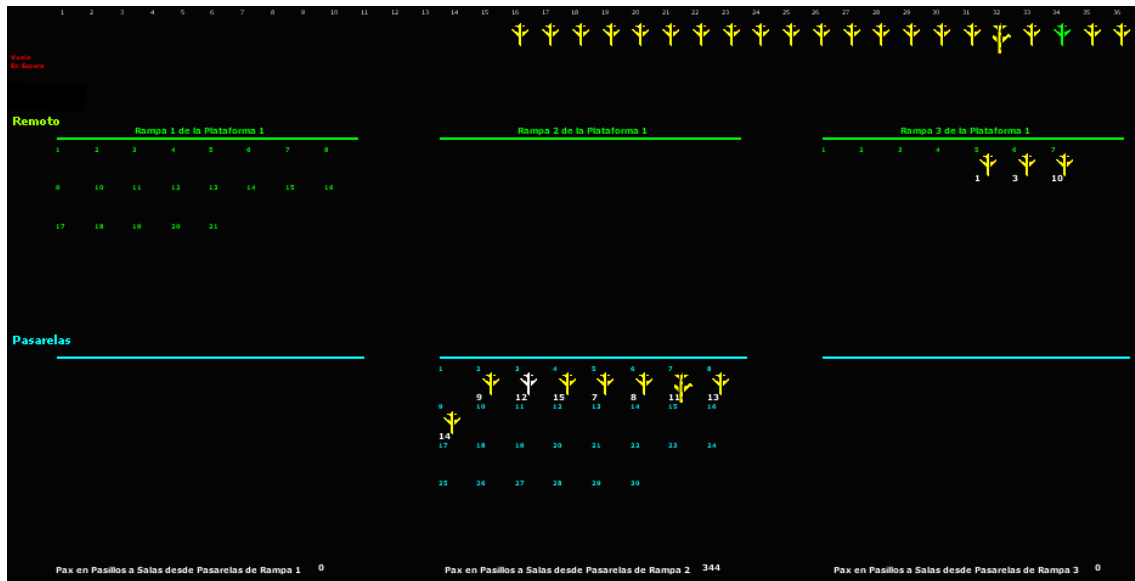 1 2 3 4 5 6 7 8 9 10 11 12 13 14 15 16 17 18 19 20 21 22 23 24 25 26 27 28 29 30 31 32 33 34 35 36
Vuelo
En Espera
Remoto
Rampa 1 de la Plataforma 1 Rampa 2 de la Plataforma 1 Rampa 3 de la Plataforma 1
1 2 3 4 5 6 7 8 1 2 3 4 5 6 7
1 3 10
9 10 11 12 13 14 15 16
17 18 19 20 21
Pasarelas
1 2 3 4 5 6 7 8
9 12 15 7 8 11 13
9 10 11 12 13 14 15 16
14
17 18 19 20 21 22 23 24
25 26 27 28 29 30
Pax en Pasillos a Salas desde Pasarelas de Rampa 1 0 Pax en Pasillos a Salas desde Pasarelas de Rampa 2 344 Pax en Pasillos a Salas desde Pasarelas de Rampa 3 0